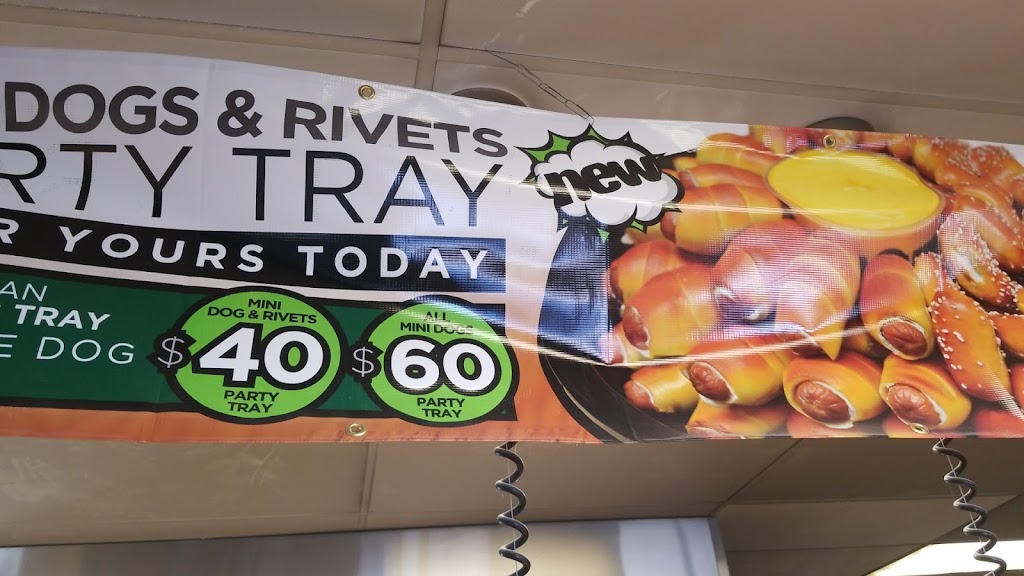 DOGS & RIVETS
RTY TRAY
R YOURS TODAY
AN
TRAY
E DOG
MINI
DOG & RIVETS
$40
PARTY
TRAY
ALL
MINI DOGS
$60
PARTY
TRAY
new